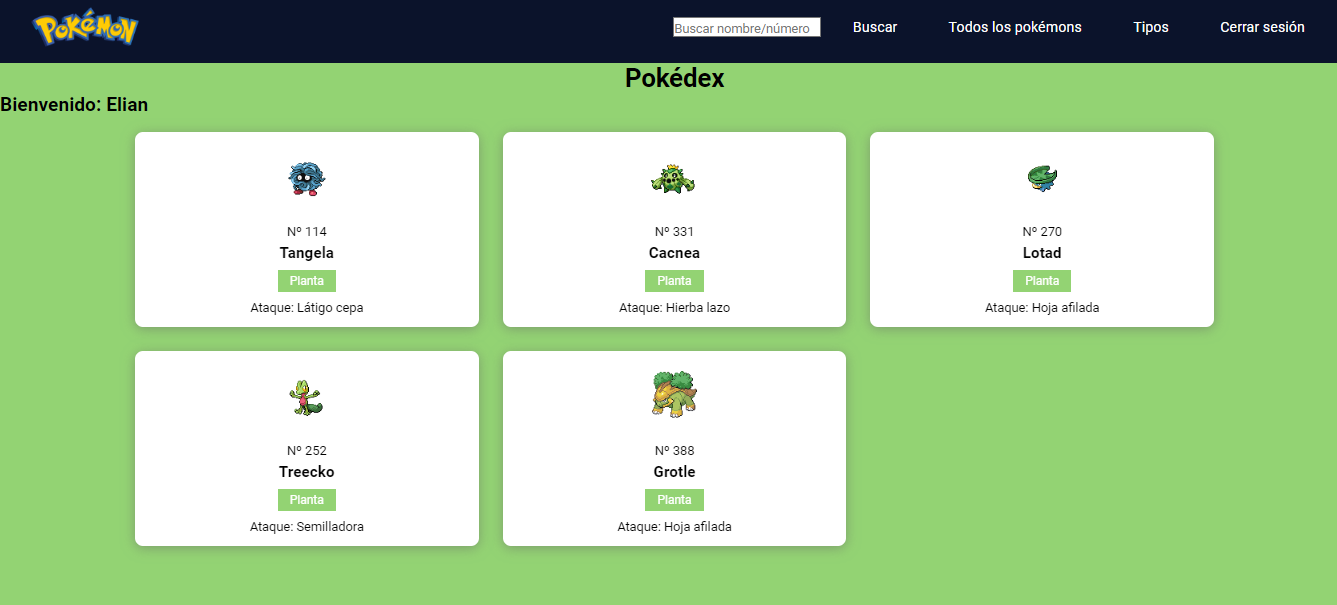 POKéMON
Buscar nombre/número
Buscar
Todos los pokémons
Tipos
Cerrar sesión
Pokédex
Bienvenido: Elian
Nº 114
Tangela
Planta
Ataque: Látigo cepa
Nº 331
Cacnea
Planta
Ataque: Hierba lazo
Nº 270
Lotad
Planta
Ataque: Hoja afilada
Nº 252
Treecko
Planta
Ataque: Semilladora
Nº 388
Grotle
Planta
Ataque: Hoja afilada